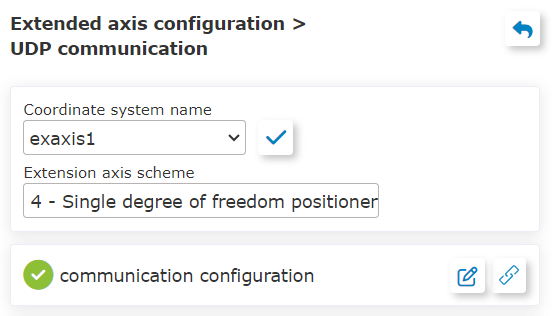 Extended axis configuration >
UDP communication
Coordinate system name
exaxis1
Extension axis scheme
4 - Single degree of freedom positioner
communication configuration